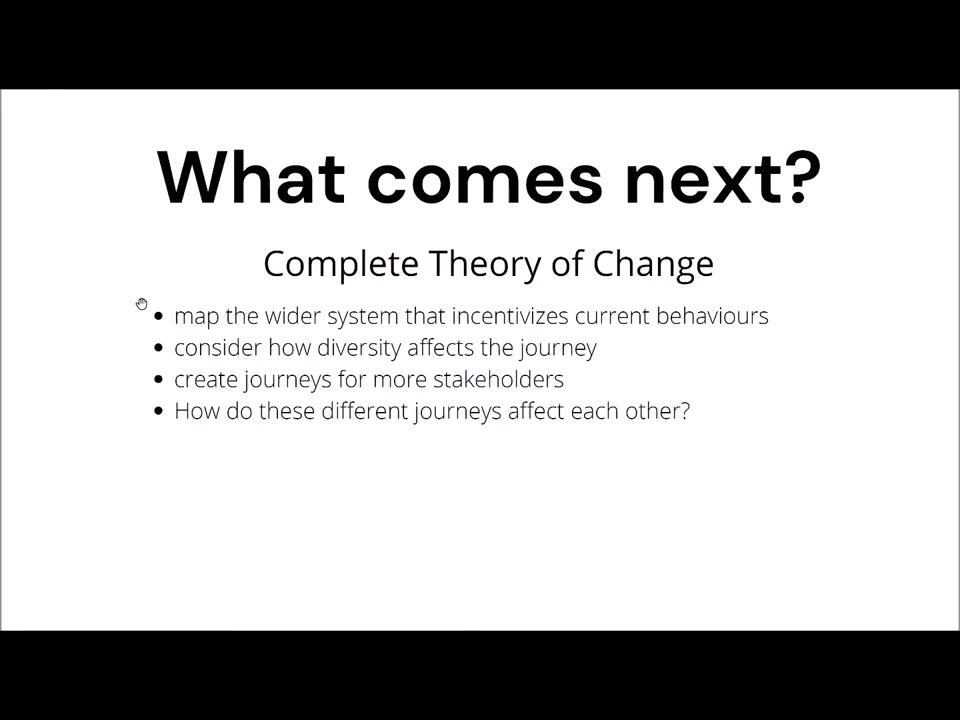 What comes next?
Complete Theory of Change
• map the wider system that incentivizes current behaviours
• consider how diversity affects the journey
• create journeys for more stakeholders
• How do these different journeys affect each other?